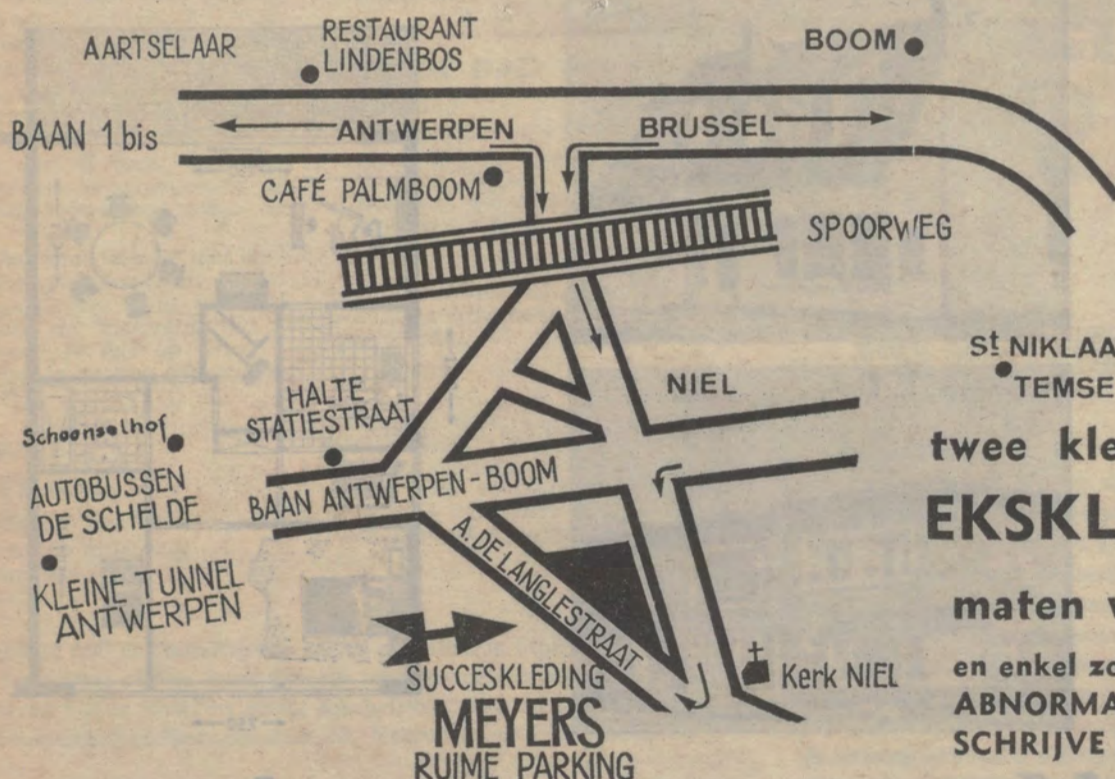 AARTSELAAR
RESTAURANT
LINDENBOS
BOOM
BAAN 1 bis
ANTWERPEN
BRUSSEL
CAFÉ PALMBOOM
SPOORWEG
St NIKLAA
TEMSE
NIEL
HALTE
STATIESTRAAT
Schoonselhof
AUTOBUSSEN
DE SCHELDE
BAAN ANTWERPEN-BOOM
KLEINE TUNNEL
ANTWERPEN
A. DE LANGLESTRAAT
SUCCESKLEDING
MEYERS
RUIME PARKING
Kerk NIEL
twee kle
EKSKL
maten
en enkel zo
ABNORMA
SCHRIJVE